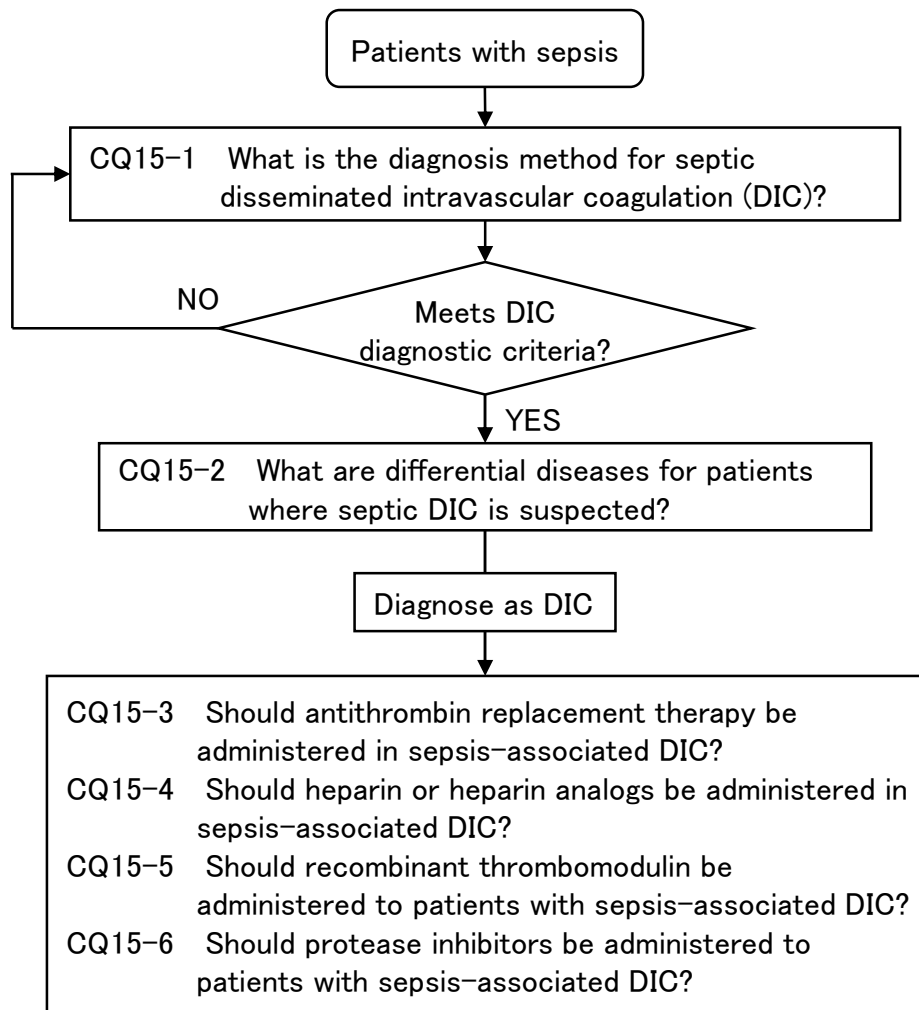 Patients with sepsis
CQ15-1 What is the diagnosis method for septic
disseminated intravascular coagulation (DIC)?
NO
Meets DIC
diagnostic criteria?
YES
CQ15-2 What are differential diseases for patients
where septic DIC is suspected?
Diagnose as DIC
CQ15-3 Should antithrombin replacement therapy be
administered in sepsis-associated DIC?
CQ15-4 Should heparin or heparin analogs be administered in
sepsis-associated DIC?
CQ15-5 Should recombinant thrombomodulin be
administered to patients with sepsis-associated DIC?
CQ15-6 Should protease inhibitors be administered to
patients with sepsis-associated DIC?